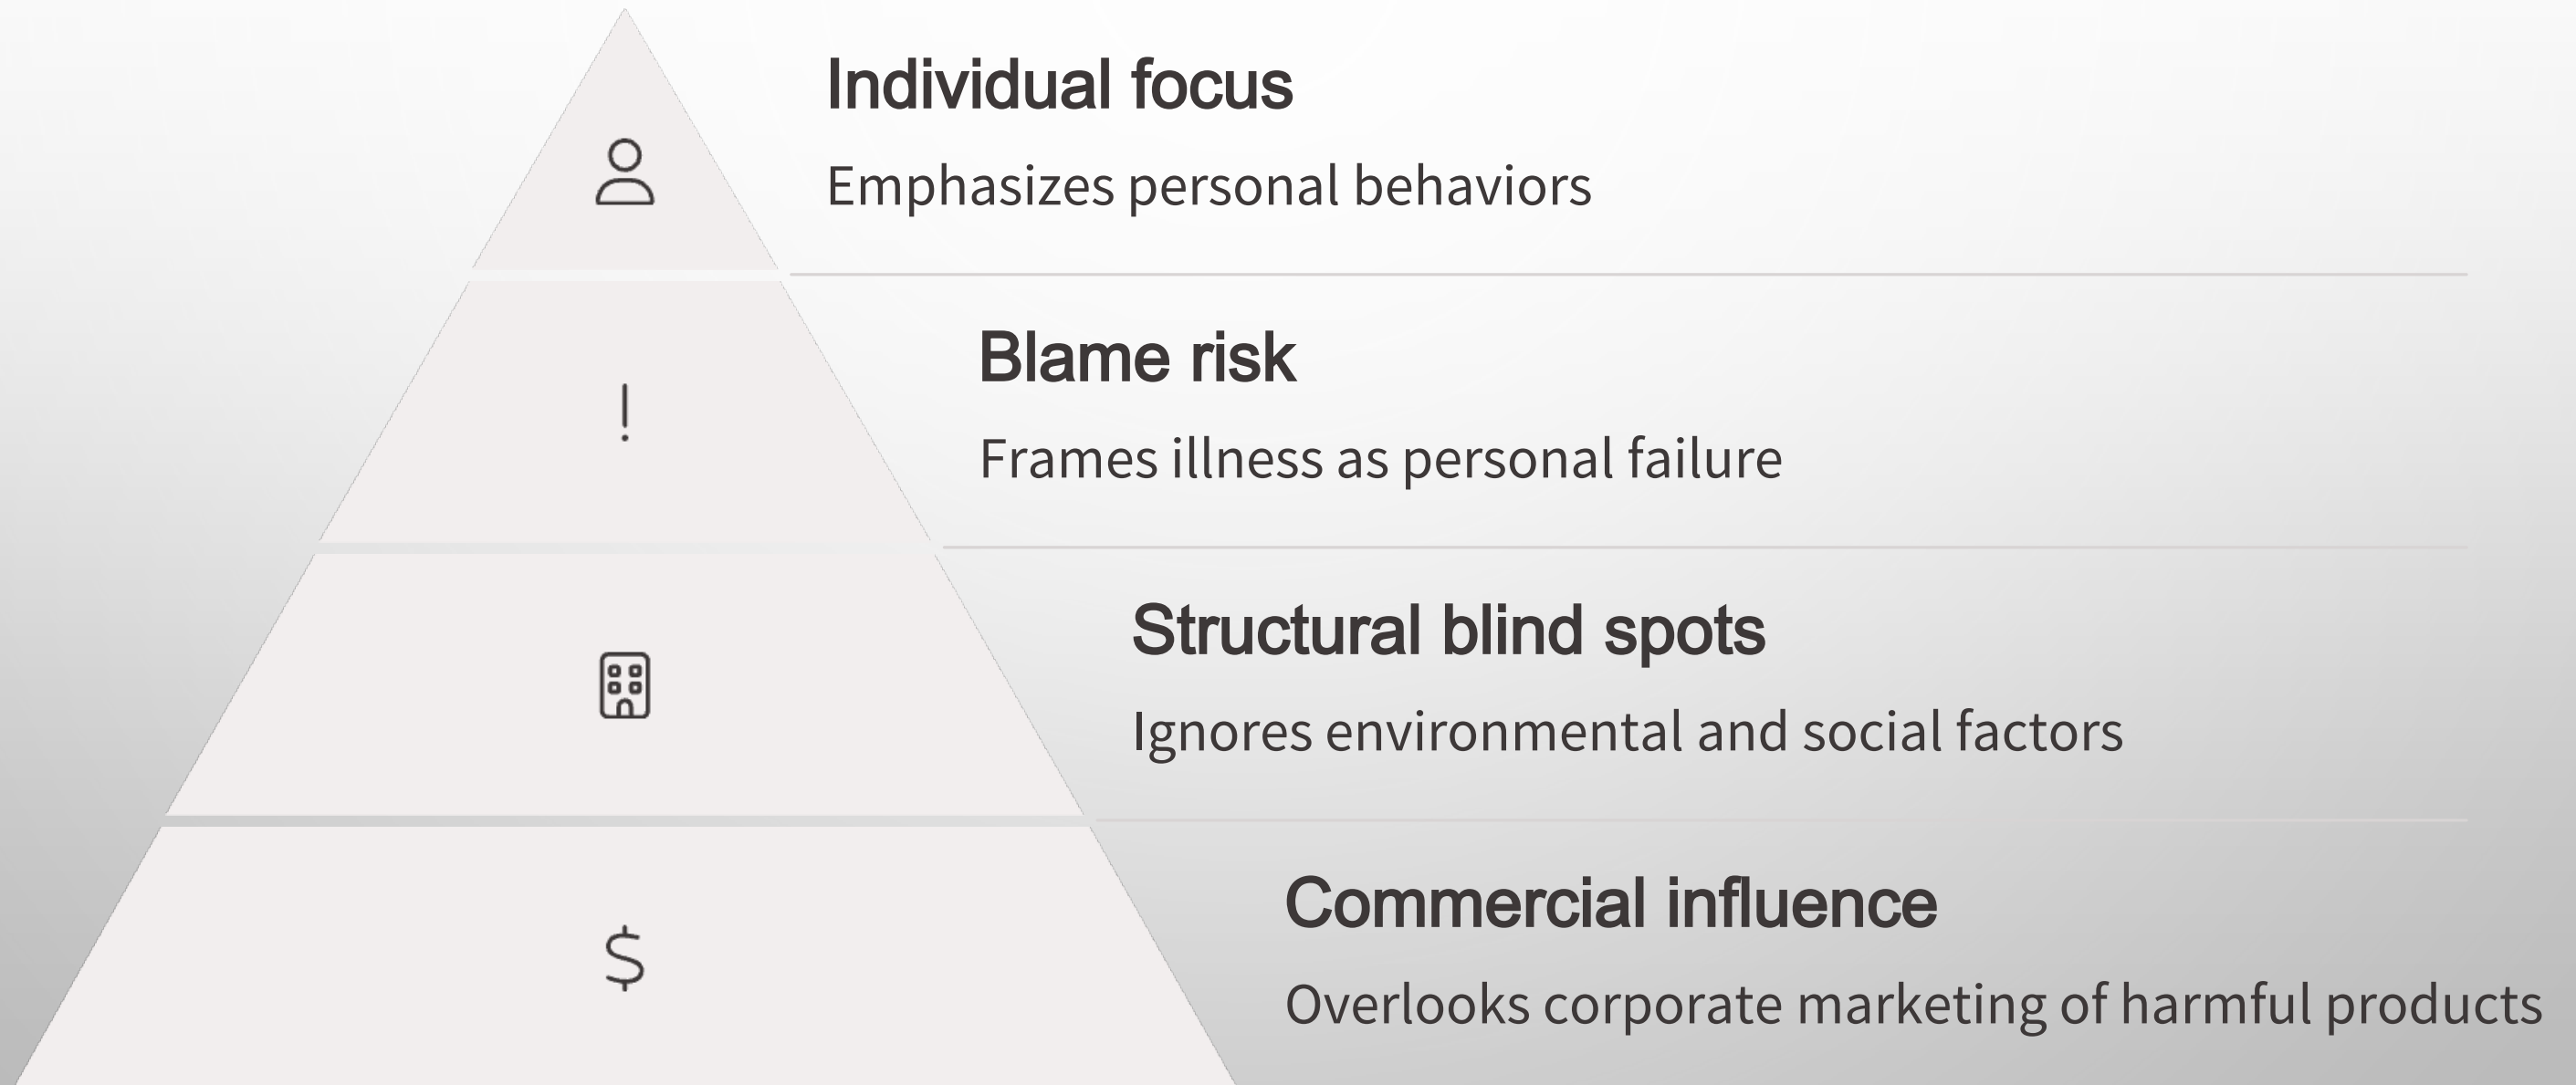 Individual focus
Emphasizes personal behaviors
!
Blame risk
Frames illness as personal failure
Structural blind spots
Ignores environmental and social factors
$
Commercial influence
Overlooks corporate marketing of harmful products